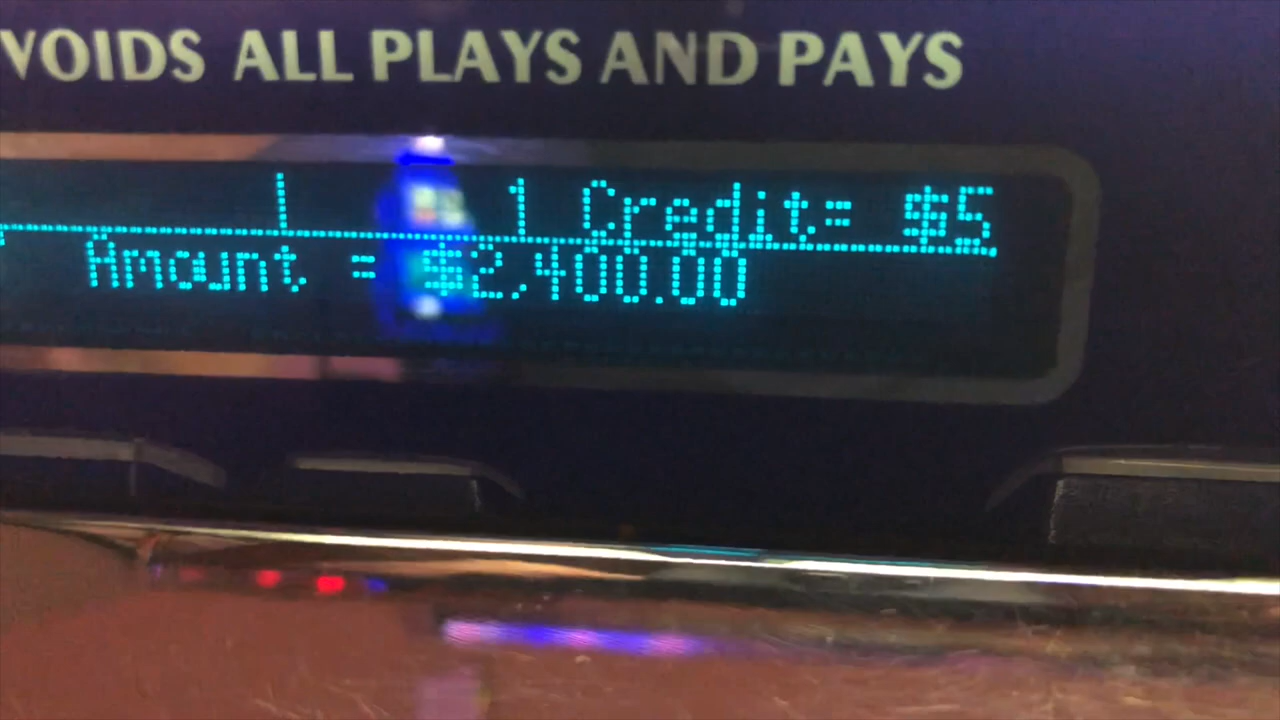 VOIDS ALL PLAYS AND PAYS
1 Credit= $5
Amount = $2,400.00